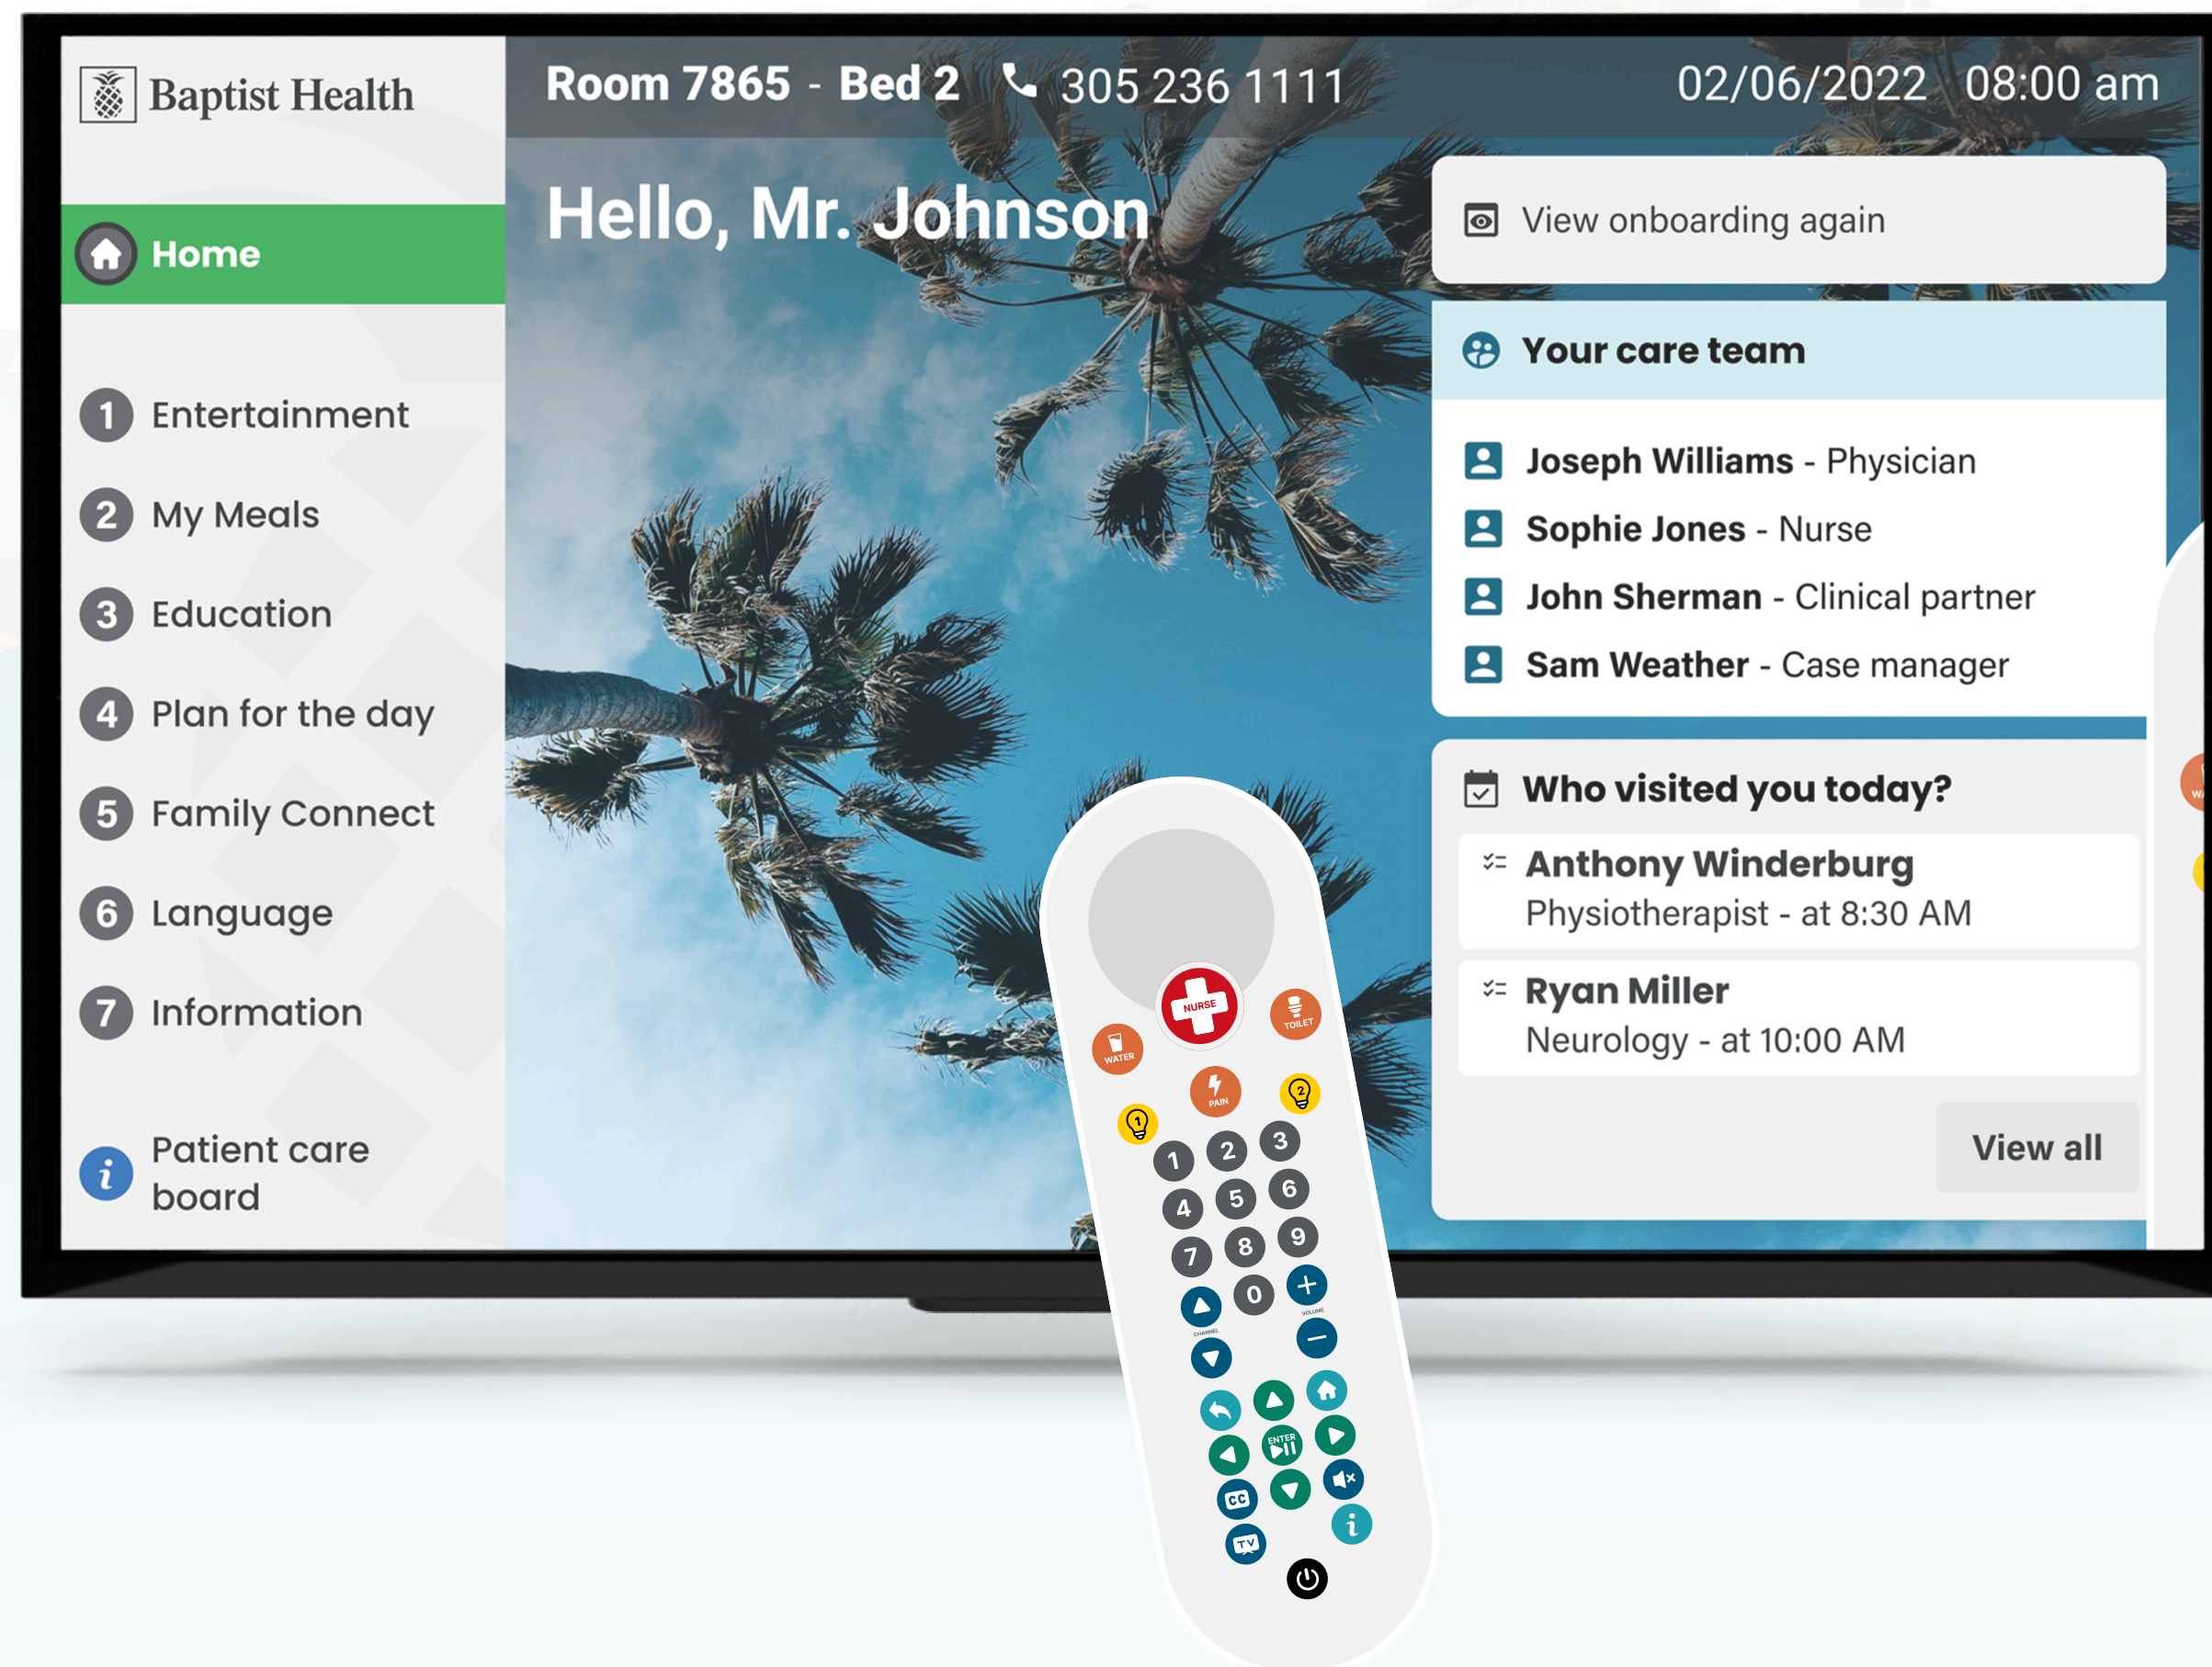 Baptist Health
Room 7865 - Bed 2 305 236 1111
02/06/2022 08:00 am
Home
1 Entertainment
2 My Meals
3 Education
4 Plan for the day
5 Family Connect
6 Language
7 Information
i Patient care
board
Hello, Mr. Johnson
View onboarding again
Your care team
Joseph Williams - Physician
Sophie Jones - Nurse
John Sherman - Clinical partner
Sam Weather - Case manager
Who visited you today?
Anthony Winderburg
Physiotherapist - at 8:30 AM
Ryan Miller
Neurology - at 10:00 AM
View all
NURSE
WATER
TOILET
PAIN
1 2
1 2 3
4 5 6
7 8 9
0
CHANNEL
VOLUME
ENTER
CC
TV
i